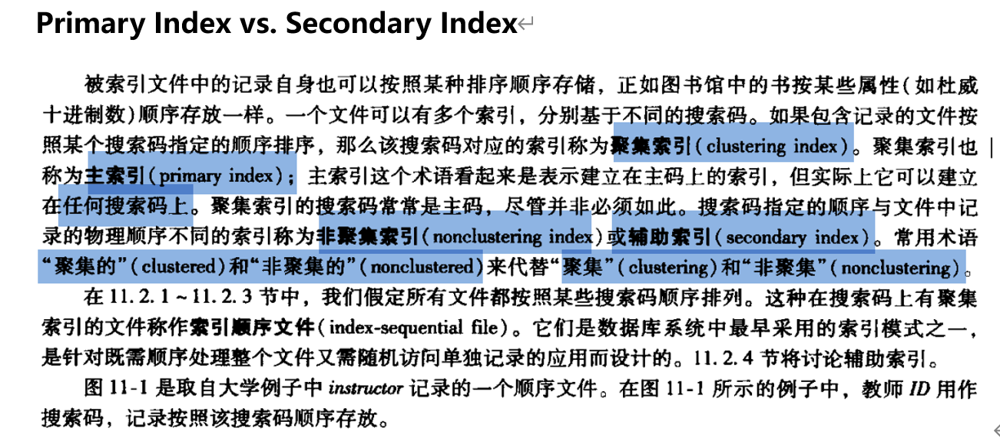 Primary Index vs. Secondary Index
被索引文件中的记录自身也可以按照某种排序顺序存储，正如图书馆中的书按某些属性(如杜威
十进制数)顺序存放一样。一个文件可以有多个索引，分别基于不同的搜索码。如果包含记录的文件按
照某个搜索码指定的顺序排序，那么该搜索码对应的索引称为聚集索引(clustering index)。聚集索引也
称为主索引(primary index)；主索引这个术语看起来是表示建立在主码上的索引，但实际上它可以建立
在任何搜索码上。聚集索引的搜索码常常是主码，尽管并非必须如此。搜索码指定的顺序与文件中记
录的物理顺序不同的索引称为非聚集索引(nonclustering index)或辅助索引(secondary index)。常用术语
“聚集的”(clustered)和“非聚集的”(nonclustered)来代替“聚集”(clustering)和“非聚集”(nonclustering)。
在 11.2.1～11.2.3 节中，我们假定所有文件都按照某些搜索码顺序排列。这种在搜索码上有聚集
索引的文件称作索引顺序文件(index-sequential file)。它们是数据库系统中最早采用的索引模式之一，
是针对既需顺序处理整个文件又需随机访问单独记录的应用而设计的。11.2.4 节将讨论辅助索引。
图 11-1 是取自大学例子中 instructor 记录的一个顺序文件。在图 11-1 所示的例子中，教师 ID 用作
搜索码，记录按照该搜索码顺序存放。